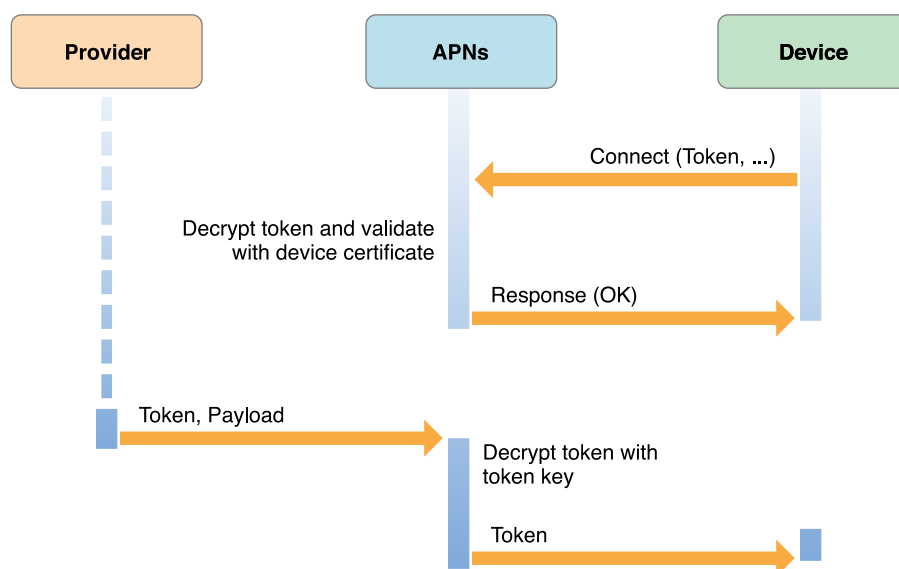 Provider
APNs
Device
Connect (Token, ...)
Decrypt token and validate
with device certificate
Response (OK)
Token, Payload
Decrypt token with
token key
Token